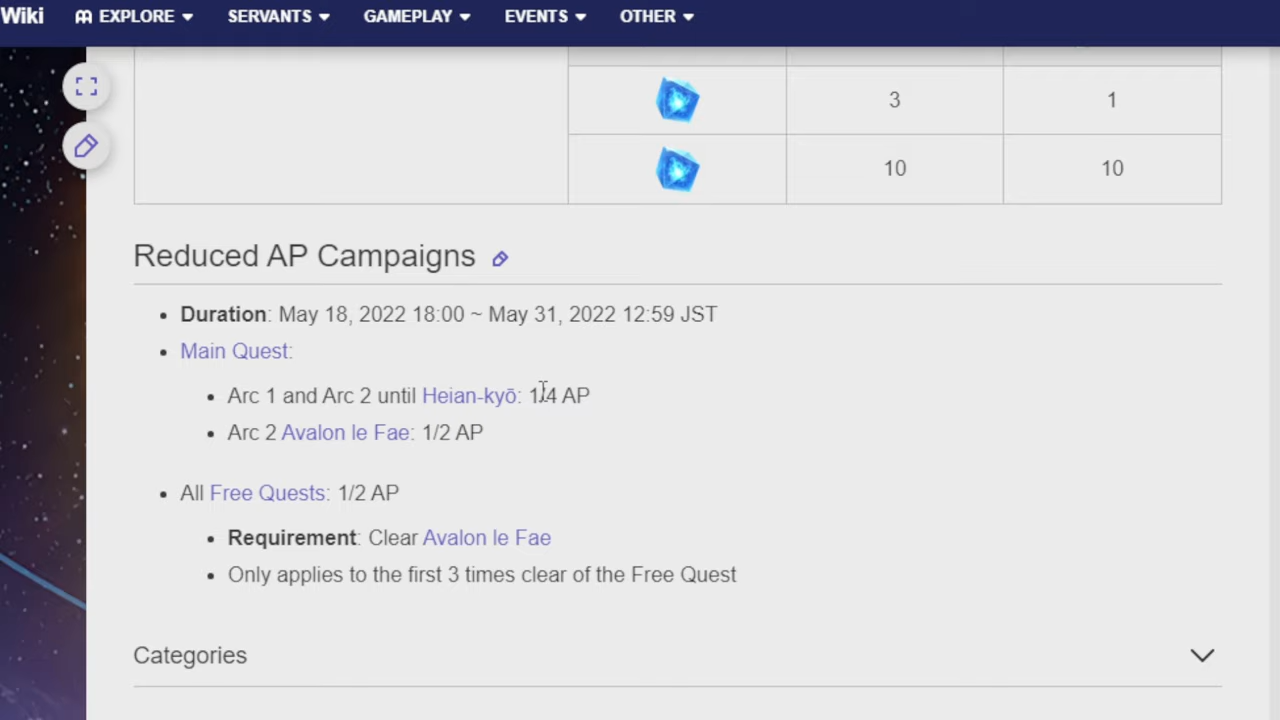 Wiki EXPLORE SERVANTS GAMEPLAY EVENTS OTHER
3 1
10 10
Reduced AP Campaigns
Duration: May 18, 2022 18:00 ~ May 31, 2022 12:59 JST
Main Quest:
Arc 1 and Arc 2 until Heian-kyō: 1/4 AP
Arc 2 Avalon le Fae: 1/2 AP
All Free Quests: 1/2 AP
Requirement: Clear Avalon le Fae
Only applies to the first 3 times clear of the Free Quest
Categories